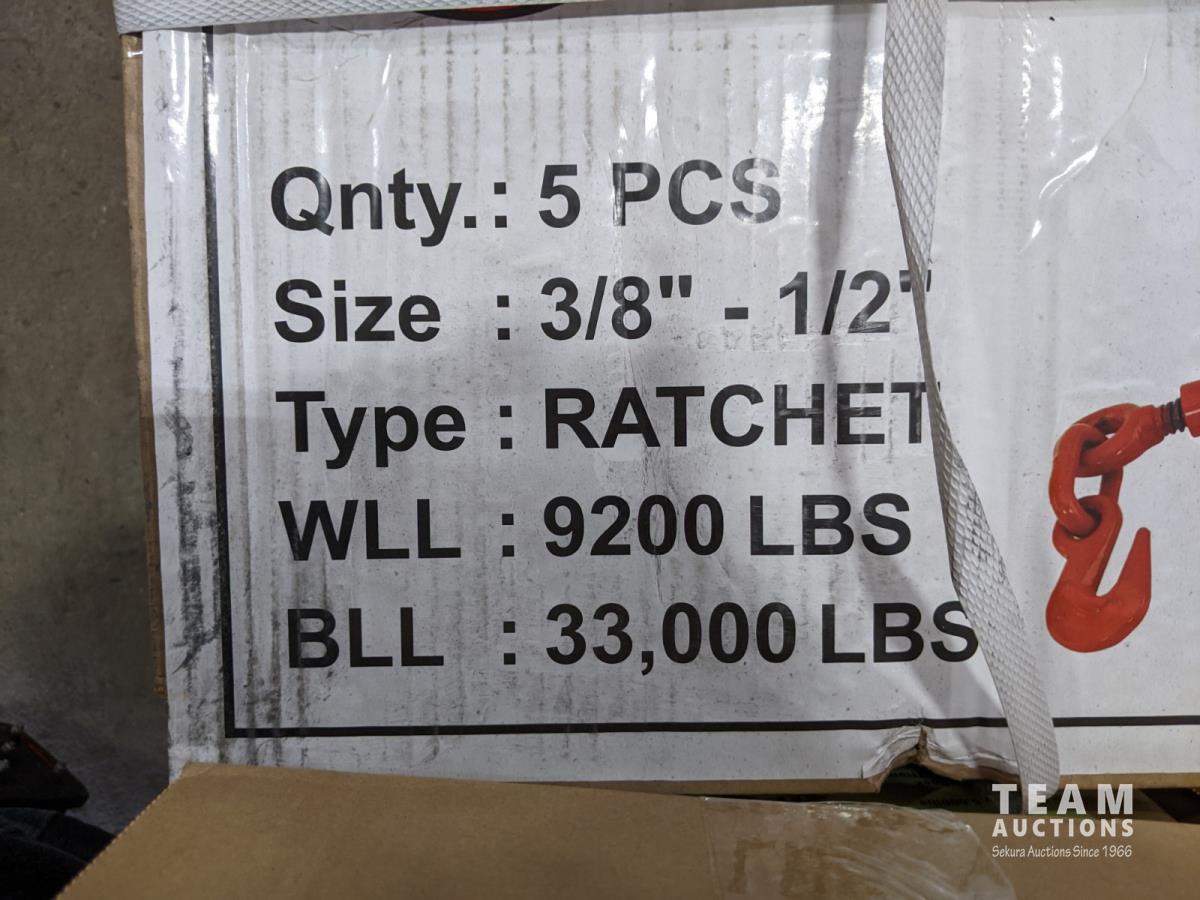 Qnty.: 5 PCS
Size : 3/8" - 1/2"
Type : RATCHET
WLL : 9200 LBS
BLL : 33,000 LBS
TEAM
AUCTIONS
Sekura Auctions Since 1966